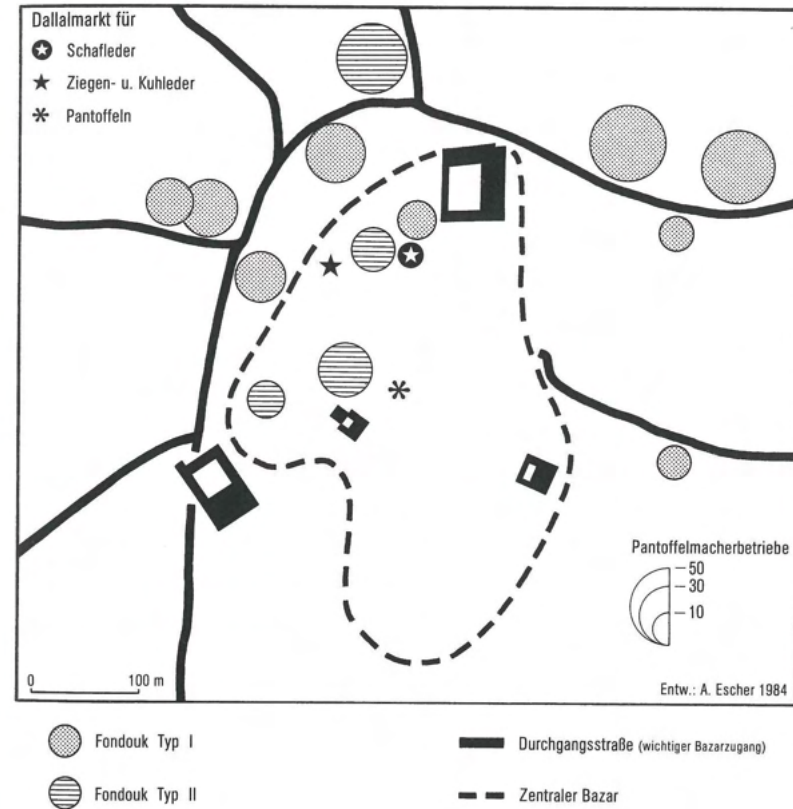 Dallalmarkt für
Schafleder
Ziegen- u. Kuhleder
Pantoffeln
Pantoffelmacherbetriebe
50
30
10
0 100 m
Entw.: A. Escher 1984
Fondouk Typ I
Durchgangsstraße (wichtiger Bazarzugang)
Fondouk Typ II
Zentraler Bazar